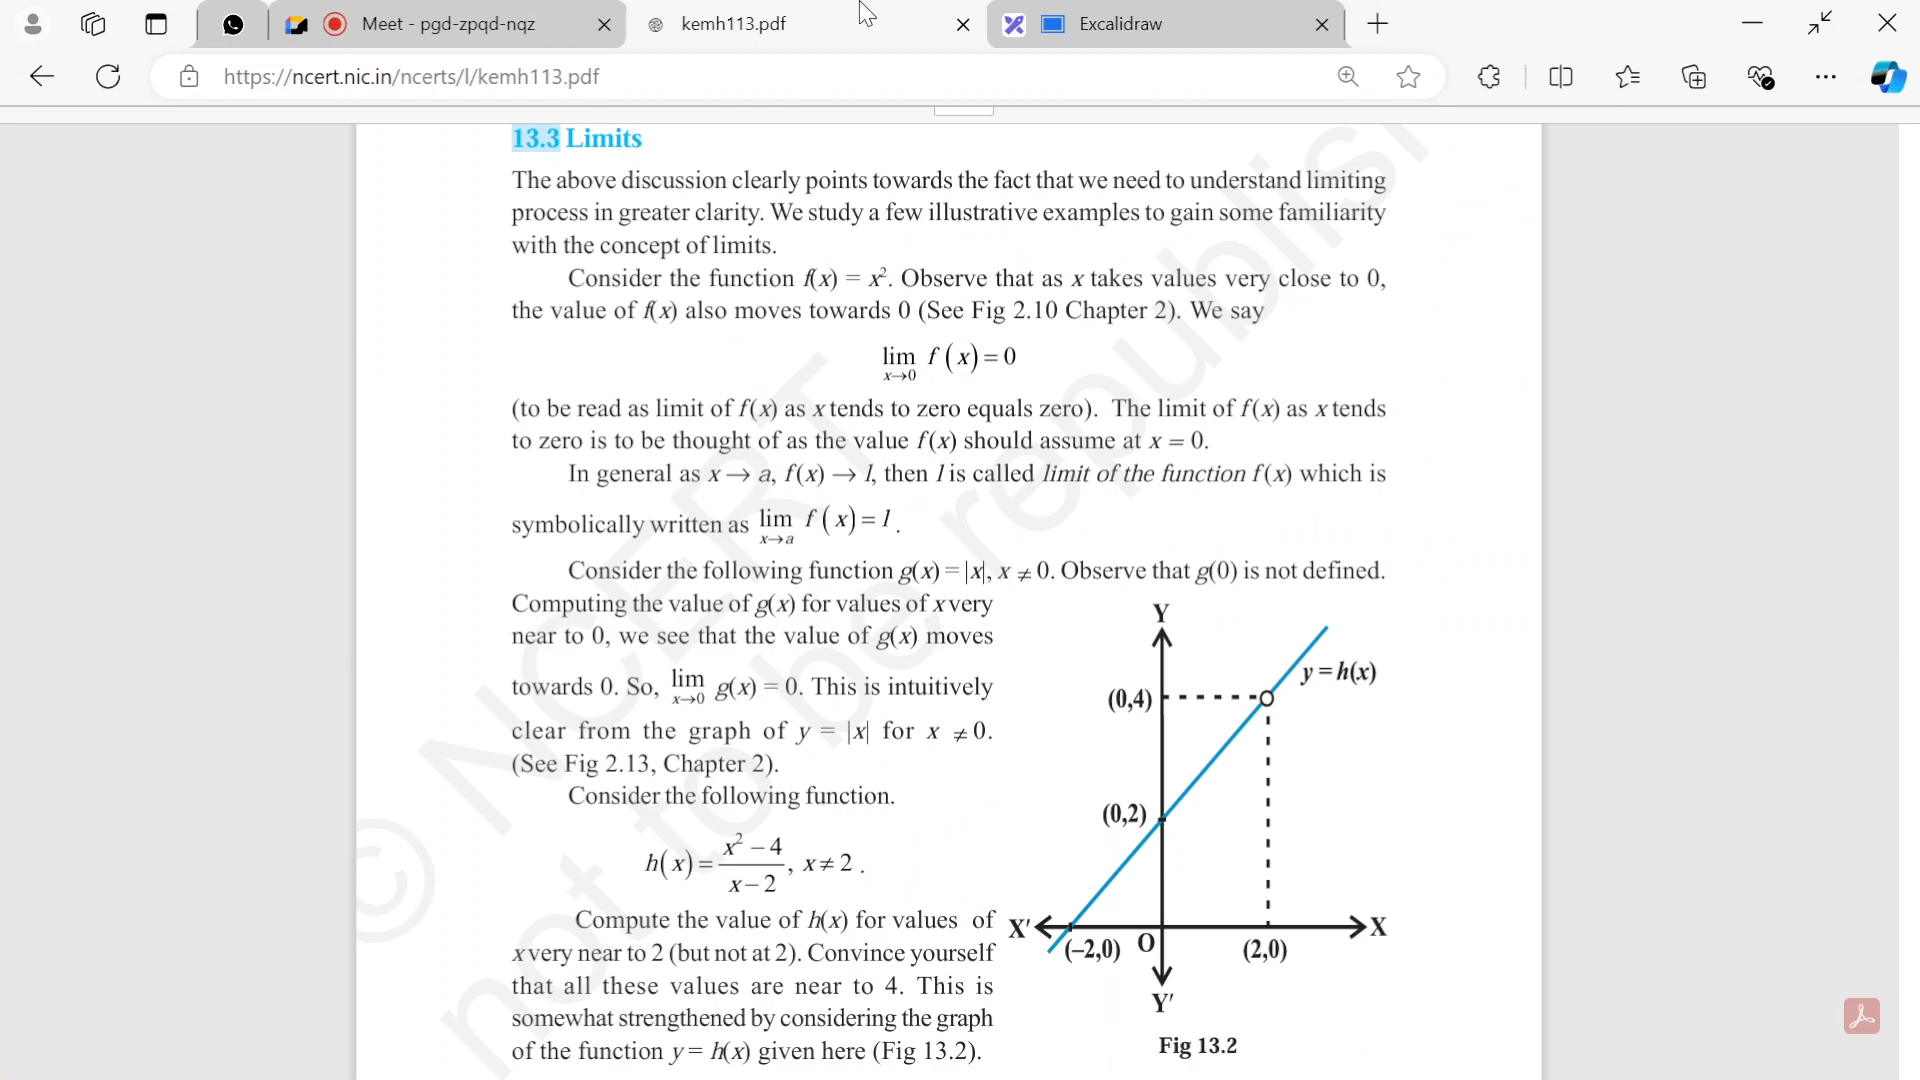 Meet - pgd-zpqd-nqz
kemh113.pdf
Excalidraw
https://ncert.nic.in/ncerts/l/kemh113.pdf
13.3 Limits
The above discussion clearly points towards the fact that we need to understand limiting
process in greater clarity. We study a few illustrative examples to gain some familiarity
with the concept of limits.
Consider the function f(x) = x². Observe that as x takes values very close to 0,
the value of f(x) also moves towards 0 (See Fig 2.10 Chapter 2). We say
lim f (x) = 0
x→0
(to be read as limit of f(x) as x tends to zero equals zero). The limit of f(x) as x tends
to zero is to be thought of as the value f(x) should assume at x = 0.
In general as x → a, f(x) → l, then l is called limit of the function f(x) which is
symbolically written as lim f (x) = l .
x→a
Consider the following function g(x) = |x|, x ≠ 0. Observe that g(0) is not defined.
Computing the value of g(x) for values of x very
near to 0, we see that the value of g(x) moves
towards 0. So, lim g(x) = 0. This is intuitively
x→0
clear from the graph of y = |x| for x ≠ 0.
(See Fig 2.13, Chapter 2).
Consider the following function.
h(x) = x² – 4 / x – 2, x ≠ 2 .
Compute the value of h(x) for values of
x very near to 2 (but not at 2). Convince yourself
that all these values are near to 4. This is
somewhat strengthened by considering the graph
of the function y = h(x) given here (Fig 13.2).
Y
y = h(x)
(0,4)
(0,2)
X′
(–2,0)
O
(2,0)
X
Y′
Fig 13.2
© NCERT
not to be republis